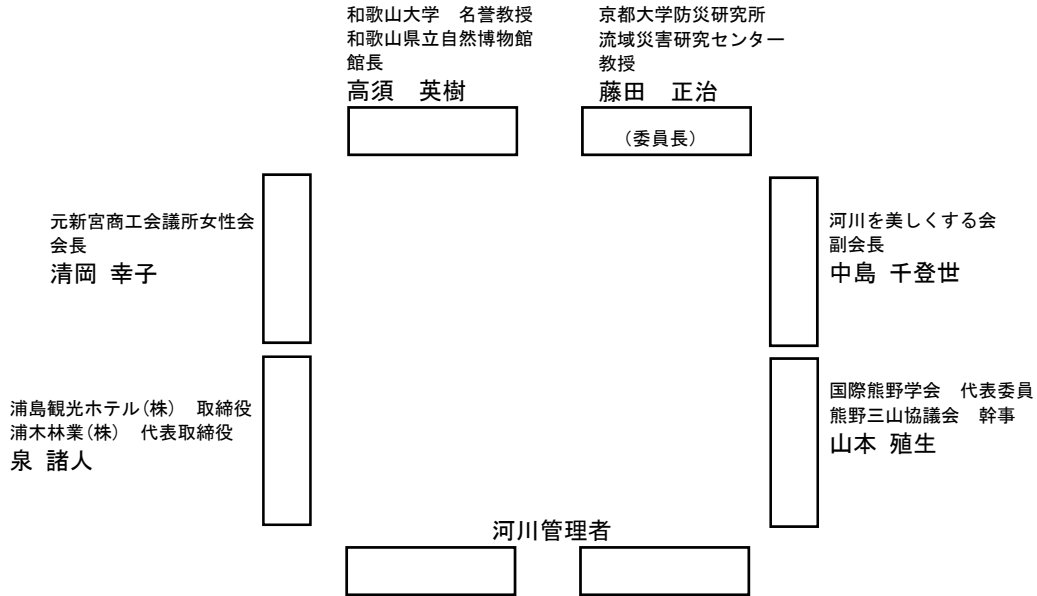 和歌山大学　名誉教授
和歌山県立自然博物館
館長
高須　英樹
京都大学防災研究所
流域災害研究センター
教授
藤田　正治
（委員長）
元新宮商工会議所女性会
会長
清岡 幸子
河川を美しくする会
副会長
中島 千登世
浦島観光ホテル(株)　取締役
浦木林業(株)　代表取締役
泉 諸人
国際熊野学会　代表委員
熊野三山協議会　幹事
山本 殖生
河川管理者